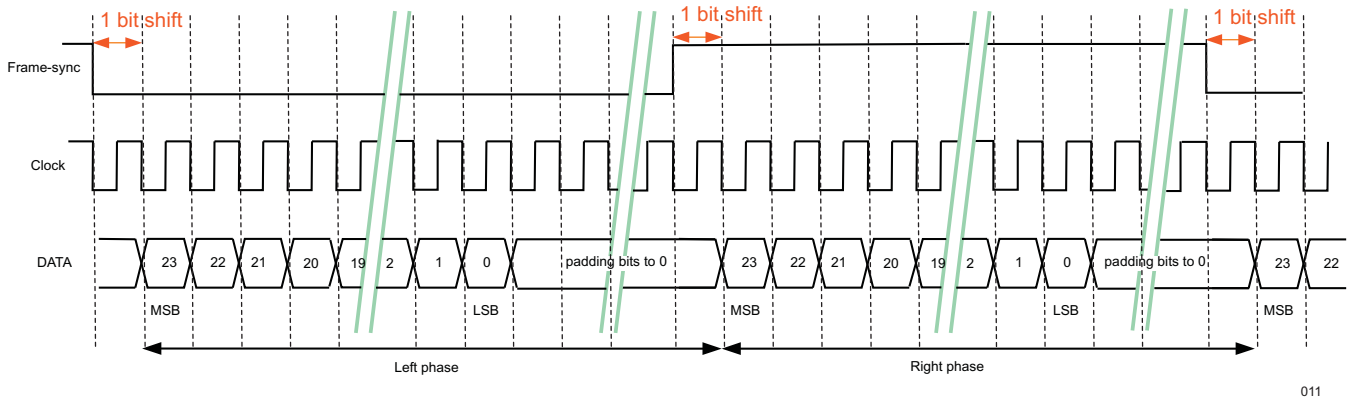 1 bit shift 1 bit shift 1 bit shift
Frame-sync
Clock
DATA 23 22 21 20 19 2 1 0 padding bits to 0 23 22 21 20 19 2 1 0 padding bits to 0 23 22
MSB LSB MSB LSB MSB
Left phase Right phase
011